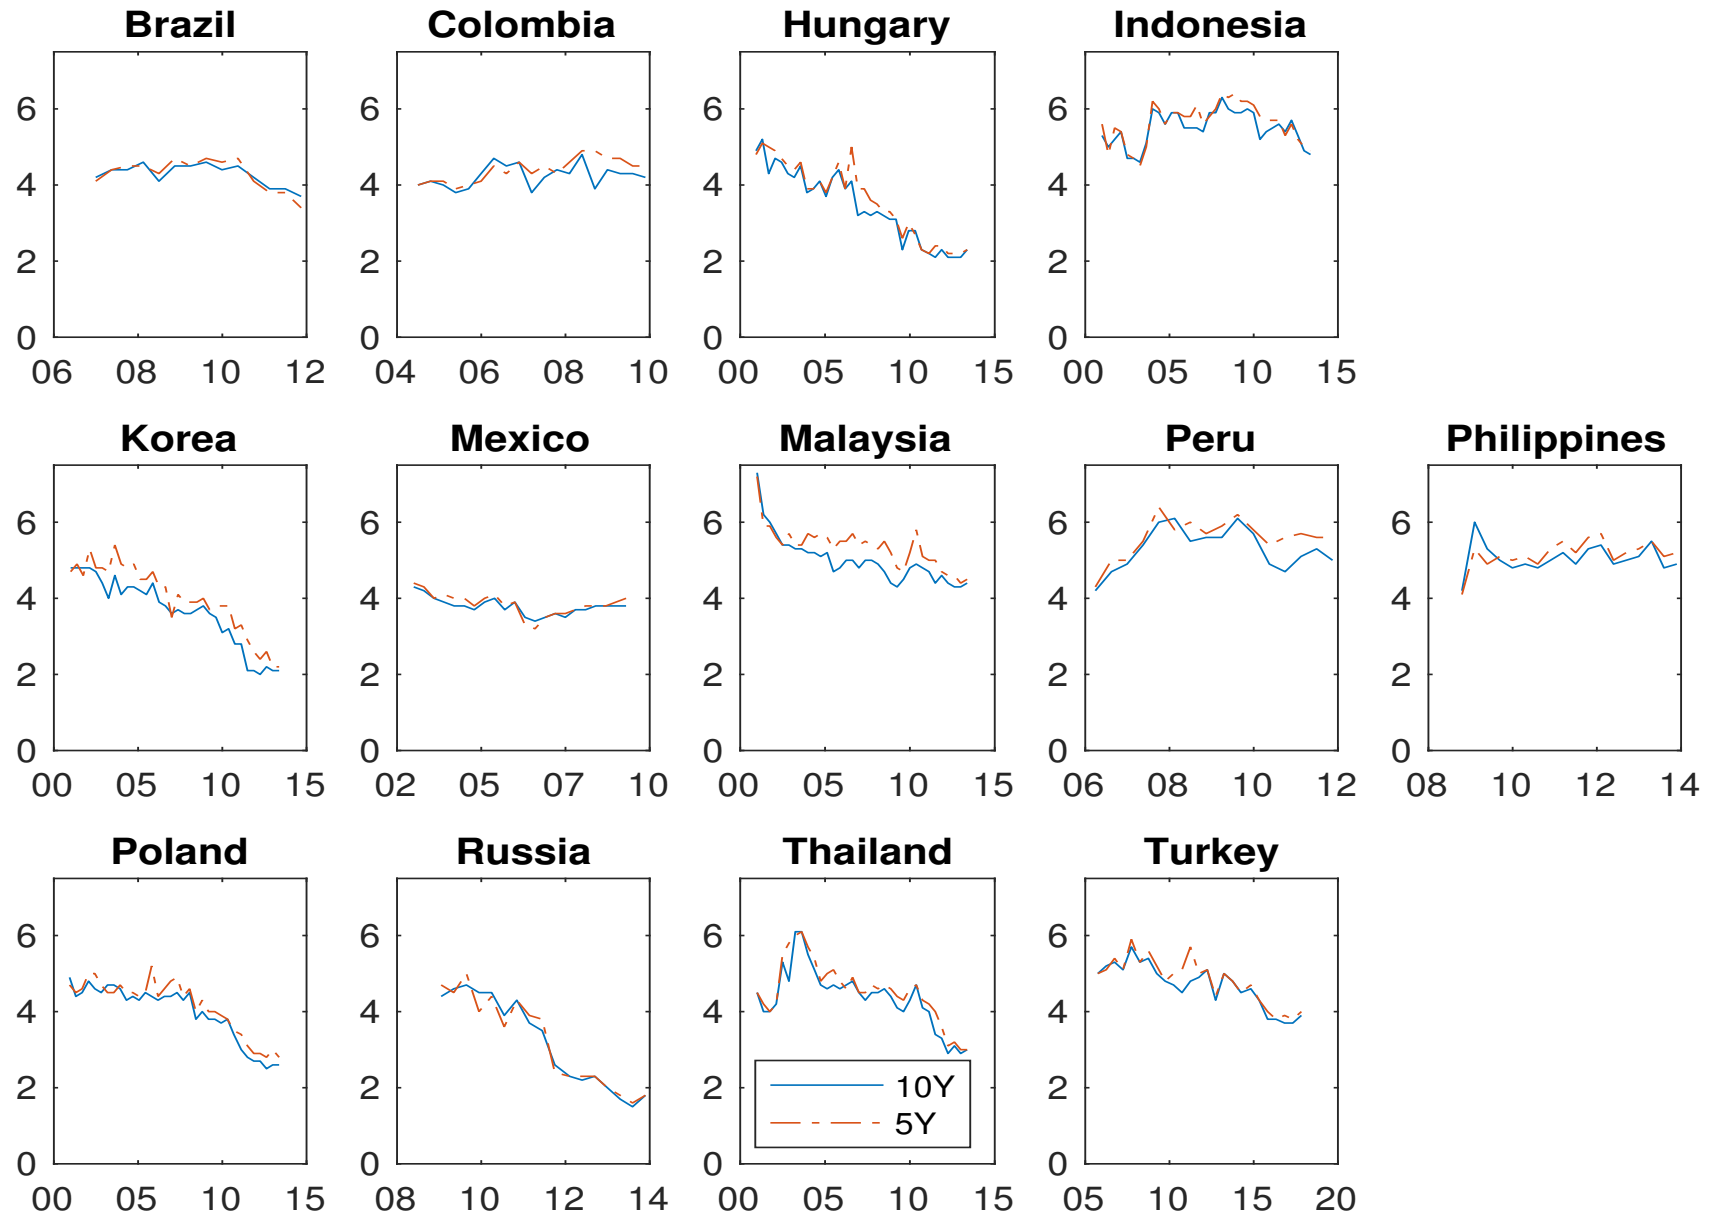 Brazil Colombia Hungary Indonesia
6 6 6 6
4 4 4 4
2 2 2 2
0 0 0 0
06 08 10 12 04 06 08 10 00 05 10 15 00 05 10 15
Korea Mexico Malaysia Peru Philippines
6 6 6 6 6
4 4 4 4 4
2 2 2 2 2
0 0 0 0 0
00 05 10 15 02 05 07 10 00 05 10 15 06 08 10 12 08 10 12 14
Poland Russia Thailand Turkey
6 6 6 6
4 4 4 4
2 2 2 2
10Y
5Y
0 0 0 0
00 05 10 15 08 10 12 14 00 05 10 15 05 10 15 20